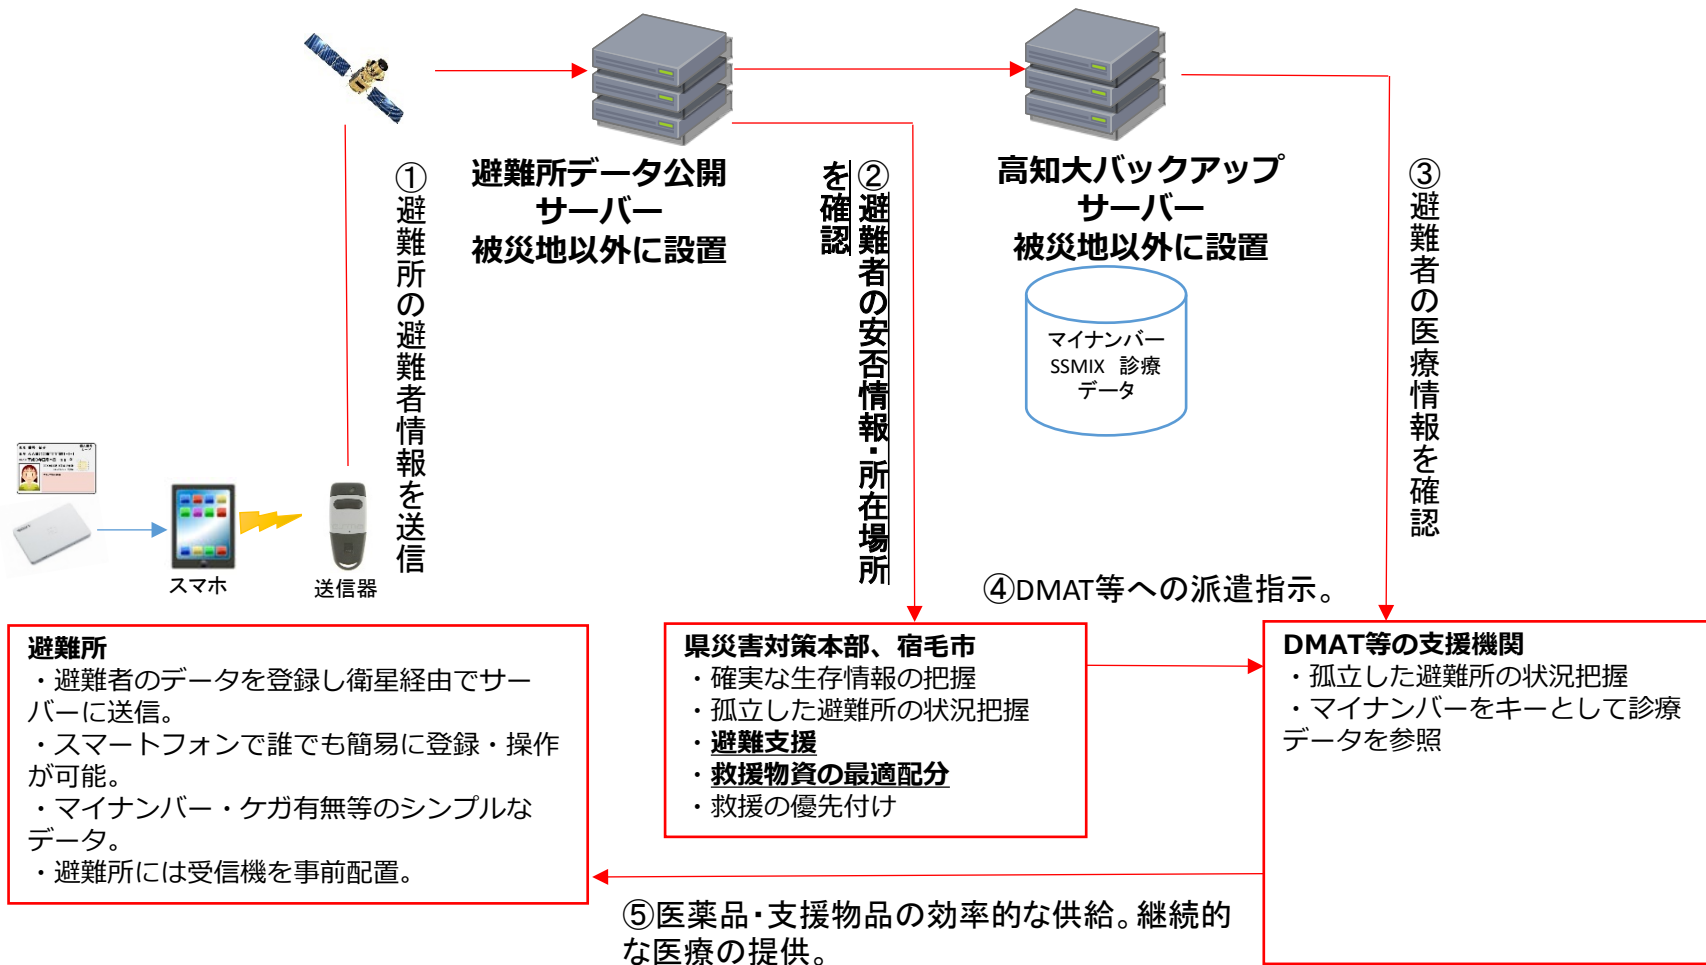 避難所データ公開
サーバー
被災地以外に設置
高知大バックアップ
サーバー
被災地以外に設置
①避難所の避難者情報を送信
②避難者の安否情報・所在場所
を確認
③避難者の医療情報を確認
マイナンバー
SSMIX 診療
データ
スマホ
送信器
④DMAT等への派遣指示。
避難所
・避難者のデータを登録し衛星経由でサー
バーに送信。
・スマートフォンで誰でも簡易に登録・操作
が可能。
・マイナンバー・ケガ有無等のシンプルな
データ。
・避難所には受信機を事前配置。
県災害対策本部、宿毛市
・確実な生存情報の把握
・孤立した避難所の状況把握
・避難支援
・救援物資の最適配分
・救援の優先付け
DMAT等の支援機関
・孤立した避難所の状況把握
・マイナンバーをキーとして診療
データを参照
⑤医薬品・支援物品の効率的な供給。継続的
な医療の提供。